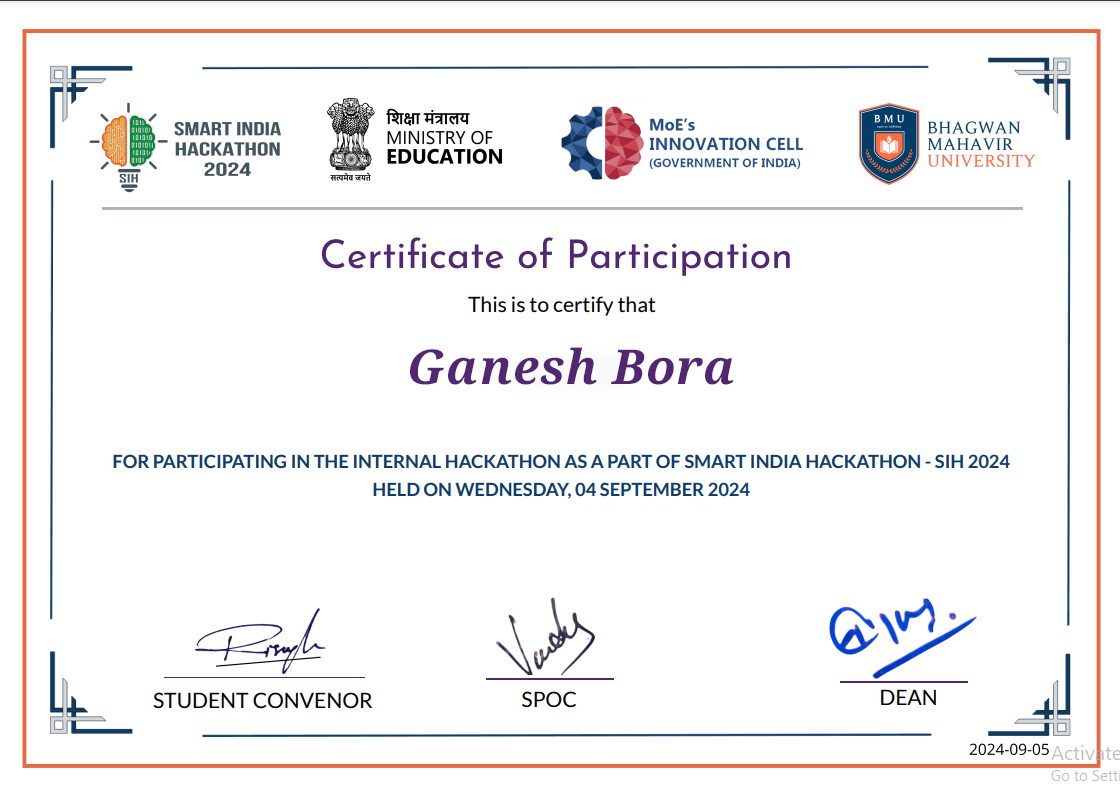 SMART INDIA
HACKATHON
2024
SIH
शिक्षा मंत्रालय
MINISTRY OF
EDUCATION
सत्यमेव जयते
MoE's
INNOVATION CELL
(GOVERNMENT OF INDIA)
BMU
BHAGWAN
MAHAVIR
UNIVERSITY
Certificate of Participation
This is to certify that
Ganesh Bora
FOR PARTICIPATING IN THE INTERNAL HACKATHON AS A PART OF SMART INDIA HACKATHON - SIH 2024
HELD ON WEDNESDAY, 04 SEPTEMBER 2024
STUDENT CONVENOR
SPOC
DEAN
2024-09-05
Activate
Go to Setti